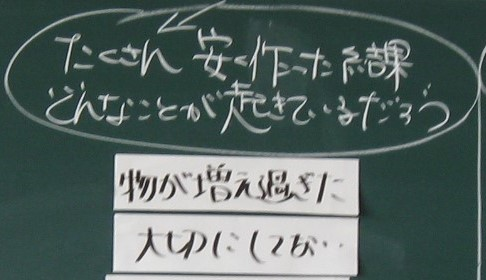 たくさん 安く作った結果
どんなことが起きているだろう
物が増え過ぎた
大切にしてない‥